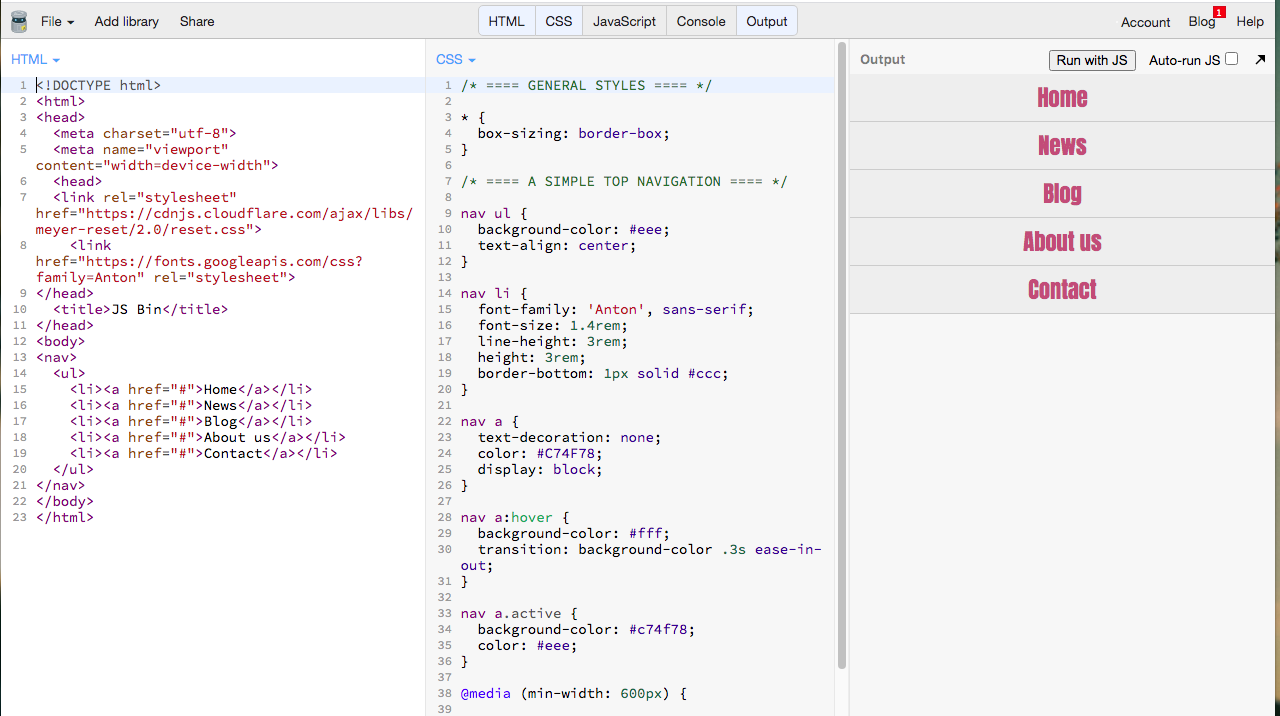 File Add library Share HTML CSS JavaScript Console Output Account Blog 1 Help
HTML
1 <!DOCTYPE html>
2 <html>
3 <head>
4   <meta charset="utf-8">
5   <meta name="viewport"
content="width=device-width">
6   <head>
7   <link rel="stylesheet"
href="https://cdnjs.cloudflare.com/ajax/libs/
meyer-reset/2.0/reset.css">
8     <link
href="https://fonts.googleapis.com/css?
family=Anton" rel="stylesheet">
9 </head>
10   <title>JS Bin</title>
11 </head>
12 <body>
13 <nav>
14   <ul>
15     <li><a href="#">Home</a></li>
16     <li><a href="#">News</a></li>
17     <li><a href="#">Blog</a></li>
18     <li><a href="#">About us</a></li>
19     <li><a href="#">Contact</a></li>
20   </ul>
21 </nav>
22 </body>
23 </html>
CSS
1 /* ==== GENERAL STYLES ==== */
2
3 * {
4   box-sizing: border-box;
5 }
6
7 /* ==== A SIMPLE TOP NAVIGATION ==== */
8
9 nav ul {
10   background-color: #eee;
11   text-align: center;
12 }
13
14 nav li {
15   font-family: 'Anton', sans-serif;
16   font-size: 1.4rem;
17   line-height: 3rem;
18   height: 3rem;
19   border-bottom: 1px solid #ccc;
20 }
21
22 nav a {
23   text-decoration: none;
24   color: #C74F78;
25   display: block;
26 }
27
28 nav a:hover {
29   background-color: #fff;
30   transition: background-color .3s ease-in-
out;
31 }
32
33 nav a.active {
34   background-color: #c74f78;
35   color: #eee;
36 }
37
38 @media (min-width: 600px) {
39
Output Run with JS Auto-run JS
Home
News
Blog
About us
Contact